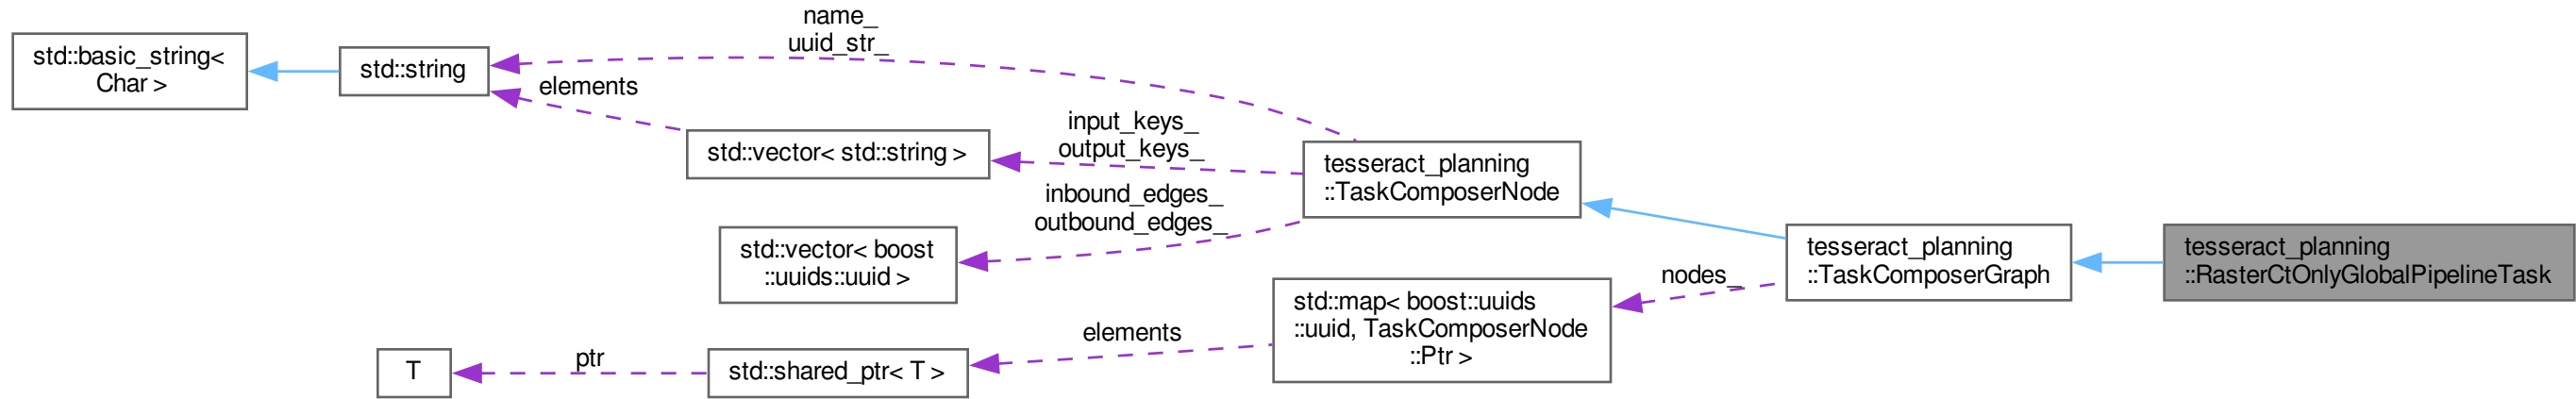 name_
uuid_str_
std::basic_string<
Char >
std::string
elements
input_keys_
output_keys_
std::vector< std::string >
tesseract_planning
::TaskComposerNode
inbound_edges_
outbound_edges_
std::vector< boost
::uuids::uuid >
tesseract_planning
::TaskComposerGraph
tesseract_planning
::RasterCtOnlyGlobalPipelineTask
nodes_
std::map< boost::uuids
::uuid, TaskComposerNode
::Ptr >
elements
ptr
T
std::shared_ptr< T >